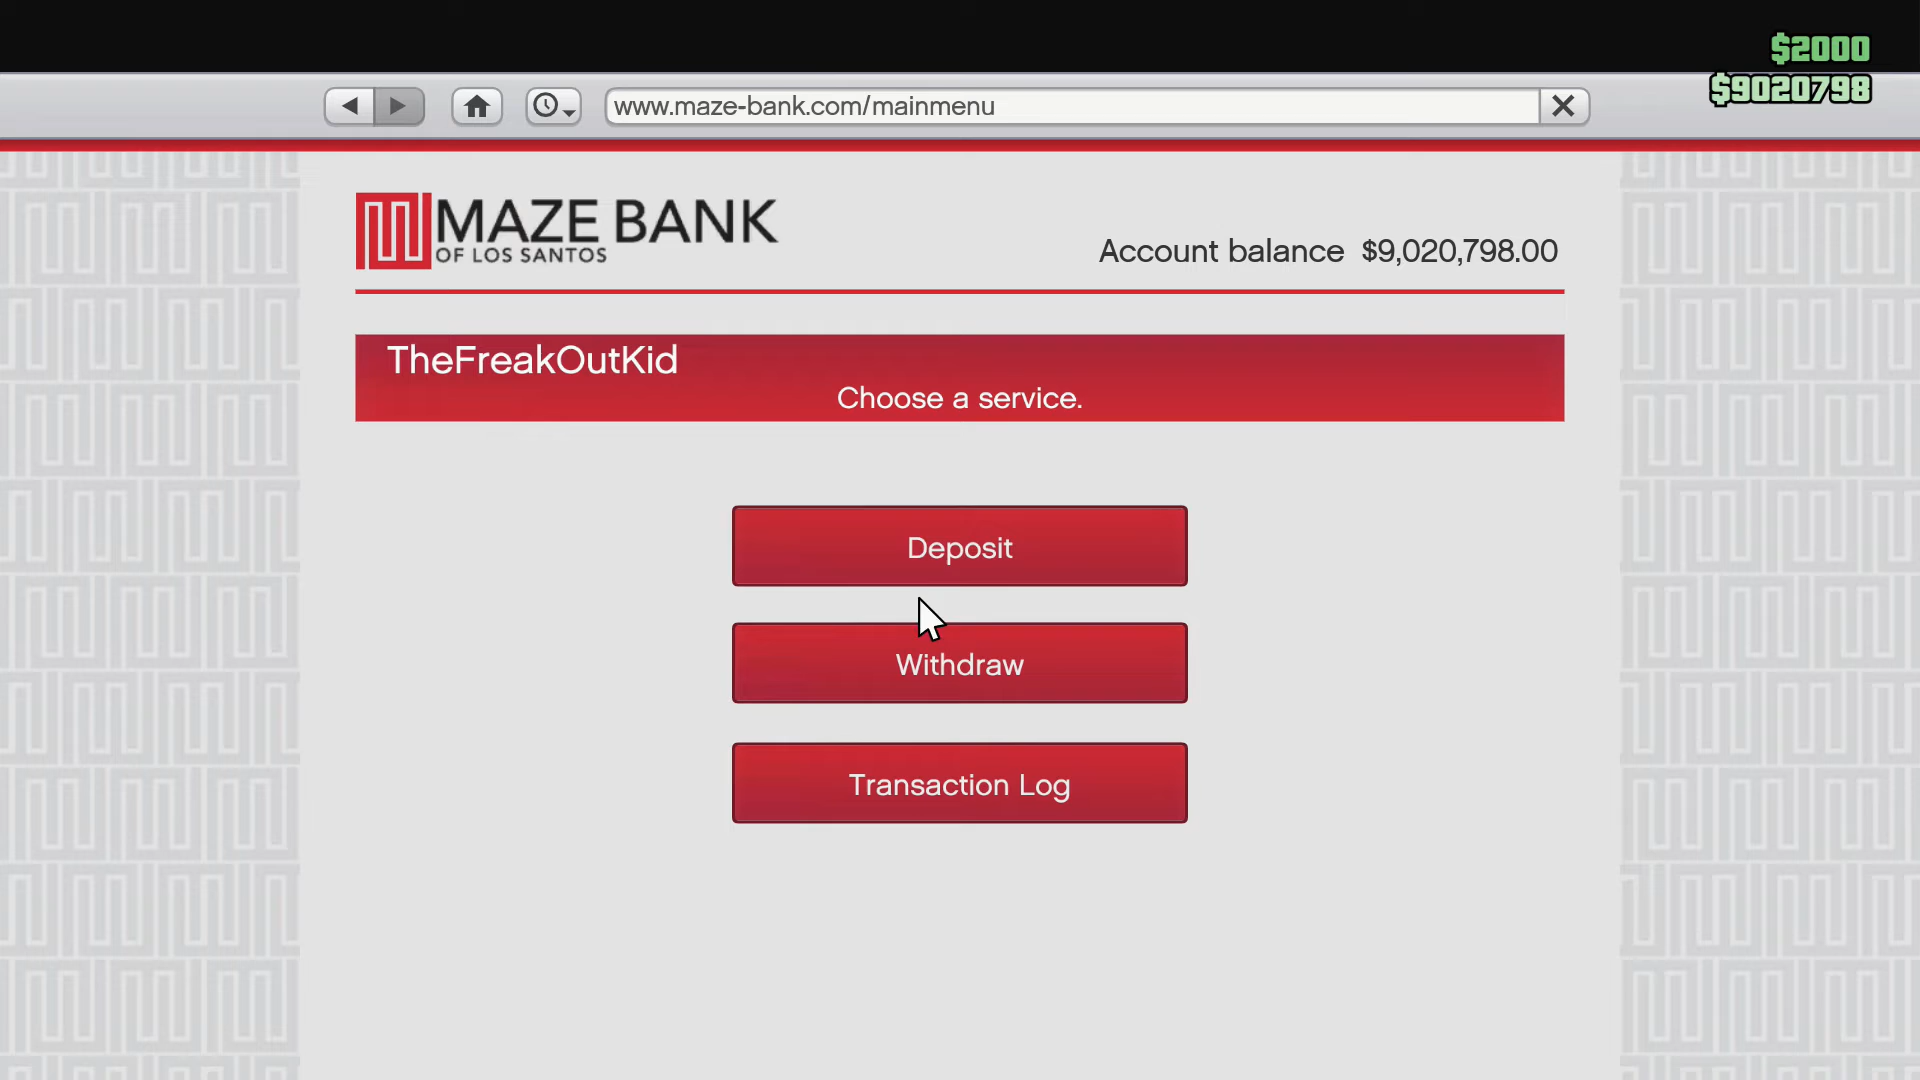 $2000
$9020798
www.maze-bank.com/mainmenu
MAZE BANK
OF LOS SANTOS
Account balance $9,020,798.00
TheFreakOutKid
Choose a service.
Deposit
Withdraw
Transaction Log